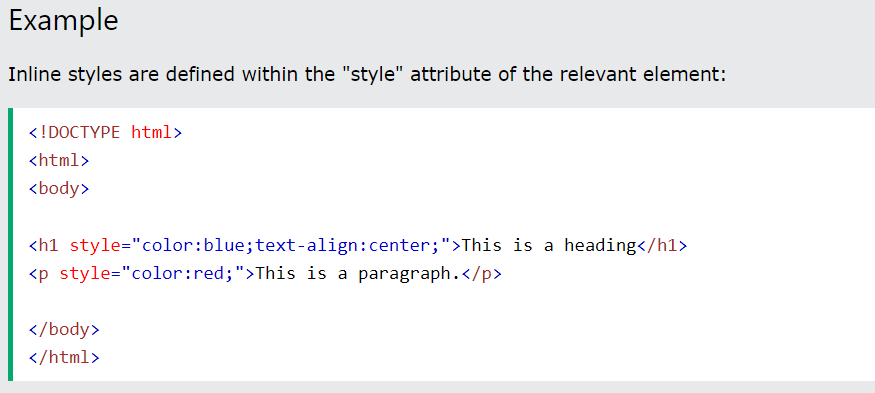 Example
Inline styles are defined within the "style" attribute of the relevant element:
<!DOCTYPE html>
<html>
<body>
<h1 style="color:blue;text-align:center;">This is a heading</h1>
<p style="color:red;">This is a paragraph.</p>
</body>
</html>